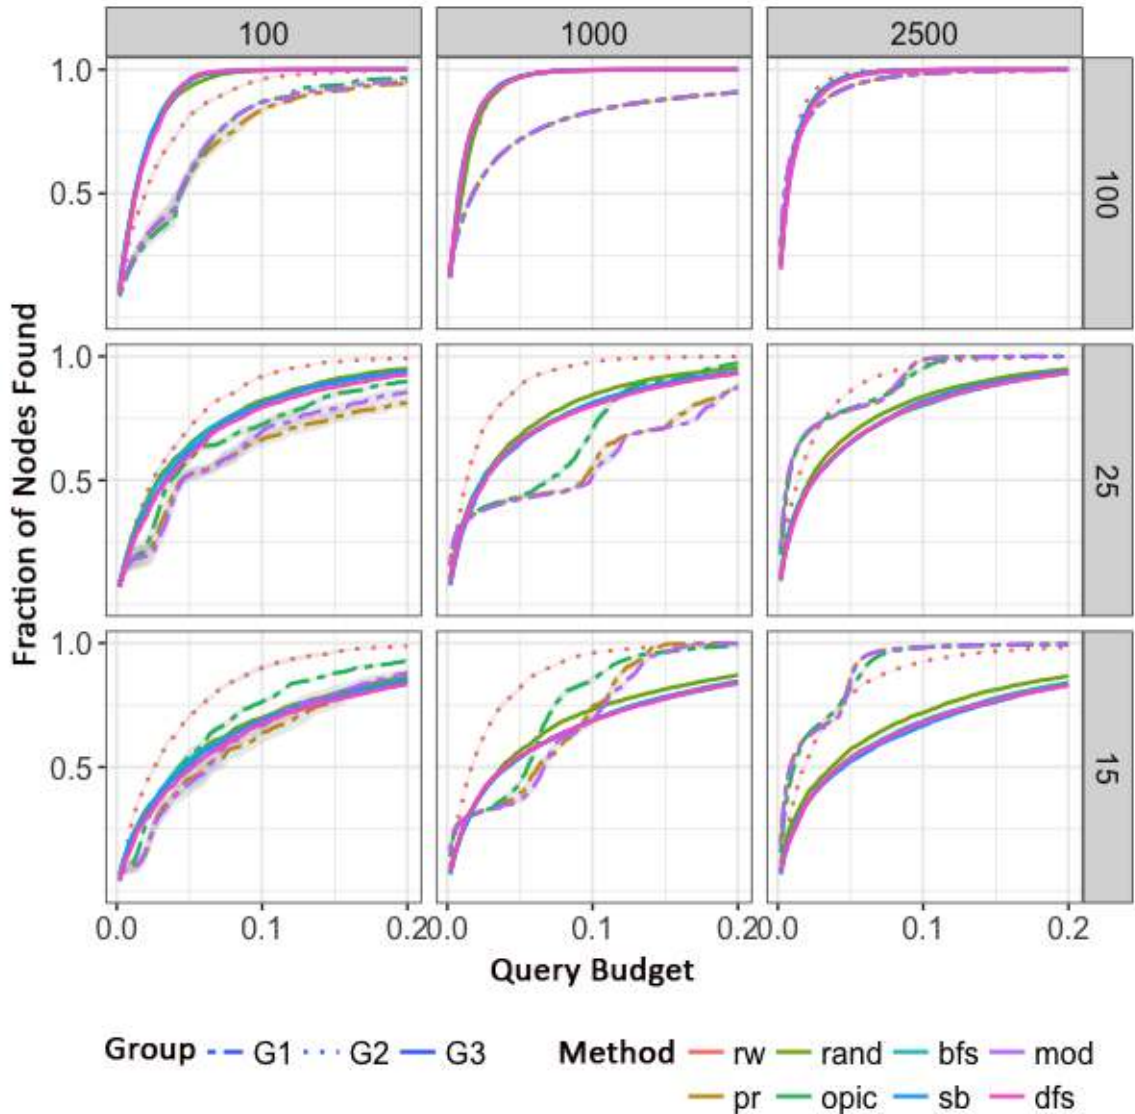 100 1000 2500
1.0
0.5
100
1.0
0.5
25
1.0
0.5
15
Fraction of Nodes Found
0.0 0.1 0.20.0 0.1 0.20.0 0.1 0.2
Query Budget
Group G1 G2 G3 Method rw rand bfs mod
pr opic sb dfs